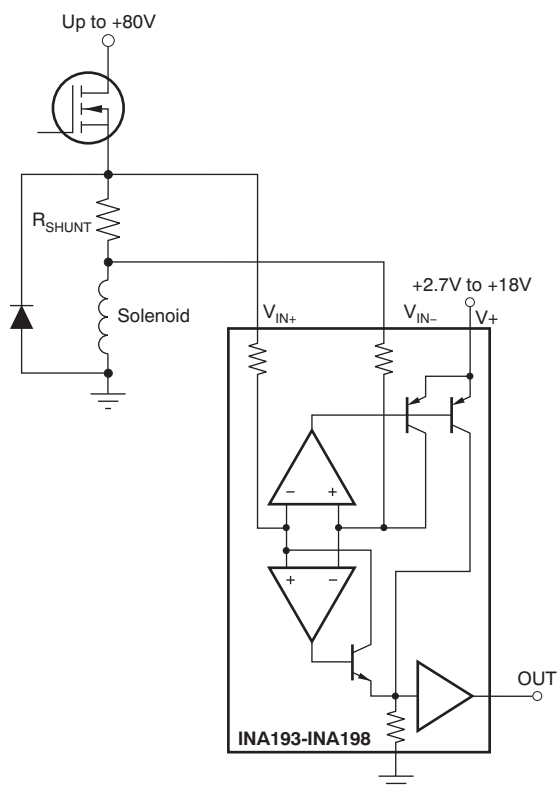 Up to +80V
R_SHUNT
Solenoid
V_IN+
V_IN−
+2.7V to +18V
V+
− +
+ −
OUT
INA193-INA198